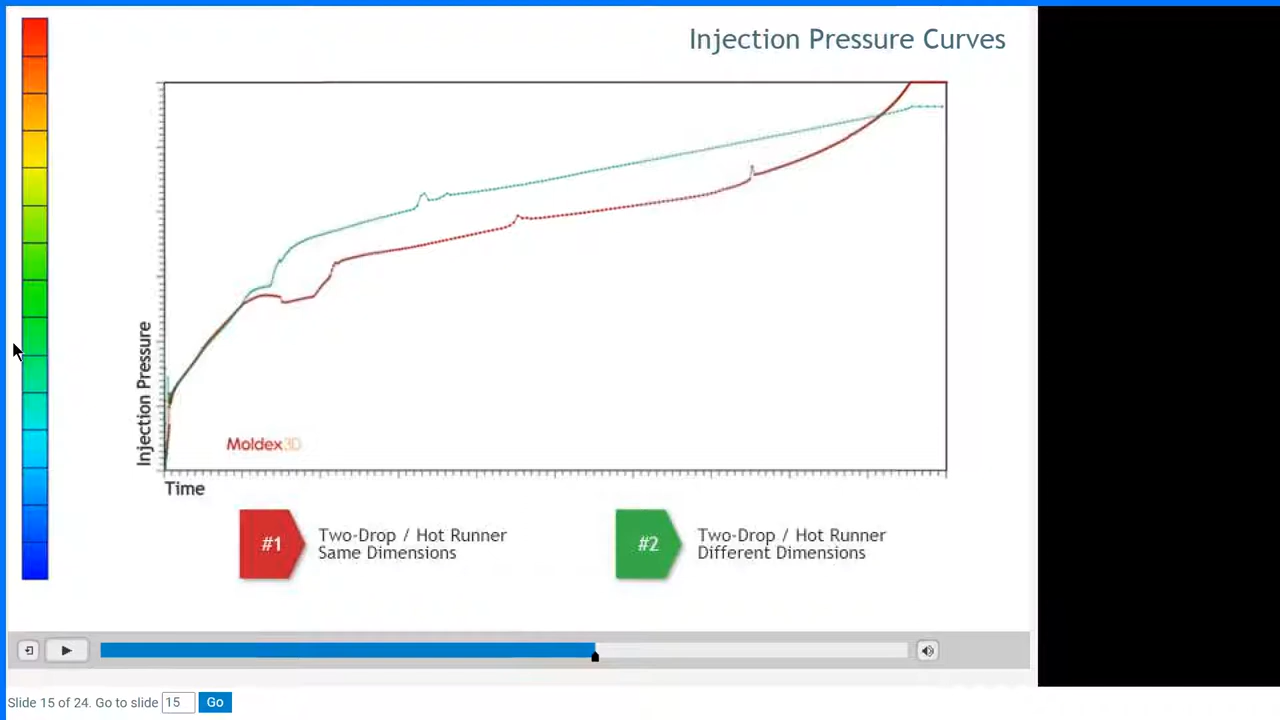 Injection Pressure Curves
Injection Pressure
Moldex3D
Time
#1
Two-Drop / Hot Runner
Same Dimensions
#2
Two-Drop / Hot Runner
Different Dimensions
Slide 15 of 24. Go to slide 15 Go